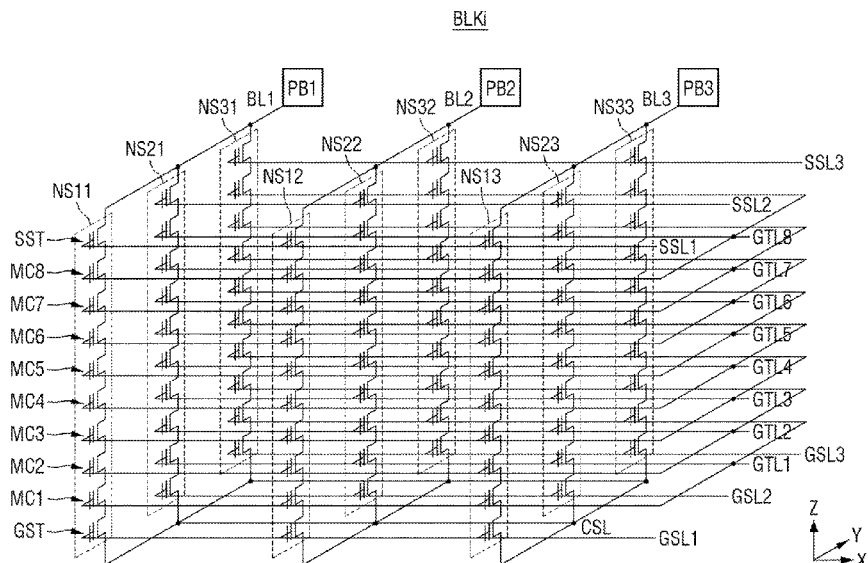 BLKi
PB1
PB2
PB3
BL1
BL2
BL3
NS31
NS32
NS33
NS21
NS22
NS23
NS11
NS12
NS13
SSL3
SSL2
SST
SSL1
GTL8
MC8
GTL7
MC7
GTL6
MC6
GTL5
MC5
GTL4
MC4
GTL3
MC3
GTL2
MC2
GTL1
GSL3
MC1
GSL2
GST
CSL
GSL1
Z
Y
X